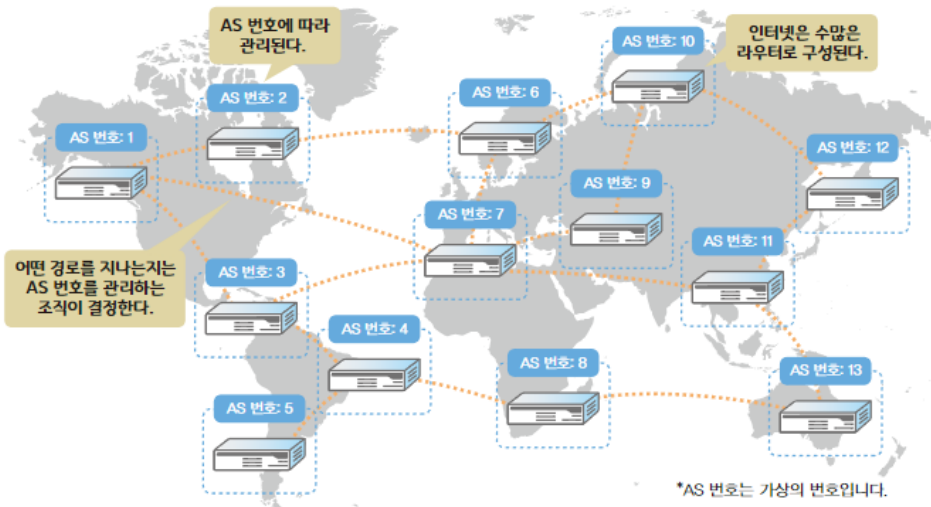 AS 번호에 따라
관리된다.
인터넷은 수많은
라우터로 구성된다.
AS 번호: 10
AS 번호: 2
AS 번호: 6
AS 번호: 1
AS 번호: 12
AS 번호: 9
AS 번호: 7
AS 번호: 11
어떤 경로를 지나는지는
AS 번호를 관리하는
조직이 결정한다.
AS 번호: 3
AS 번호: 4
AS 번호: 8
AS 번호: 13
AS 번호: 5
*AS 번호는 가상의 번호입니다.